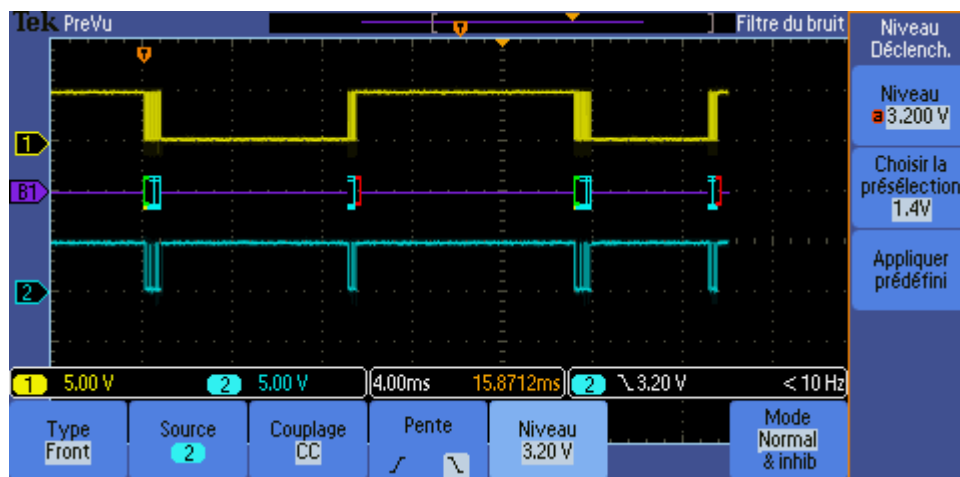 Tek PreVu
Filtre du bruit
T
T
1
B1
2
1 5.00 V
2 5.00 V
4.00ms 15.8712ms
2 3.20 V < 10 Hz
Type
Front
Source
2
Couplage
CC
Pente
Niveau
3.20 V
Mode
Normal
& inhib
Niveau
Déclench.
Niveau
a 3.200 V
Choisir la
présélection
1.4V
Appliquer
prédéfini